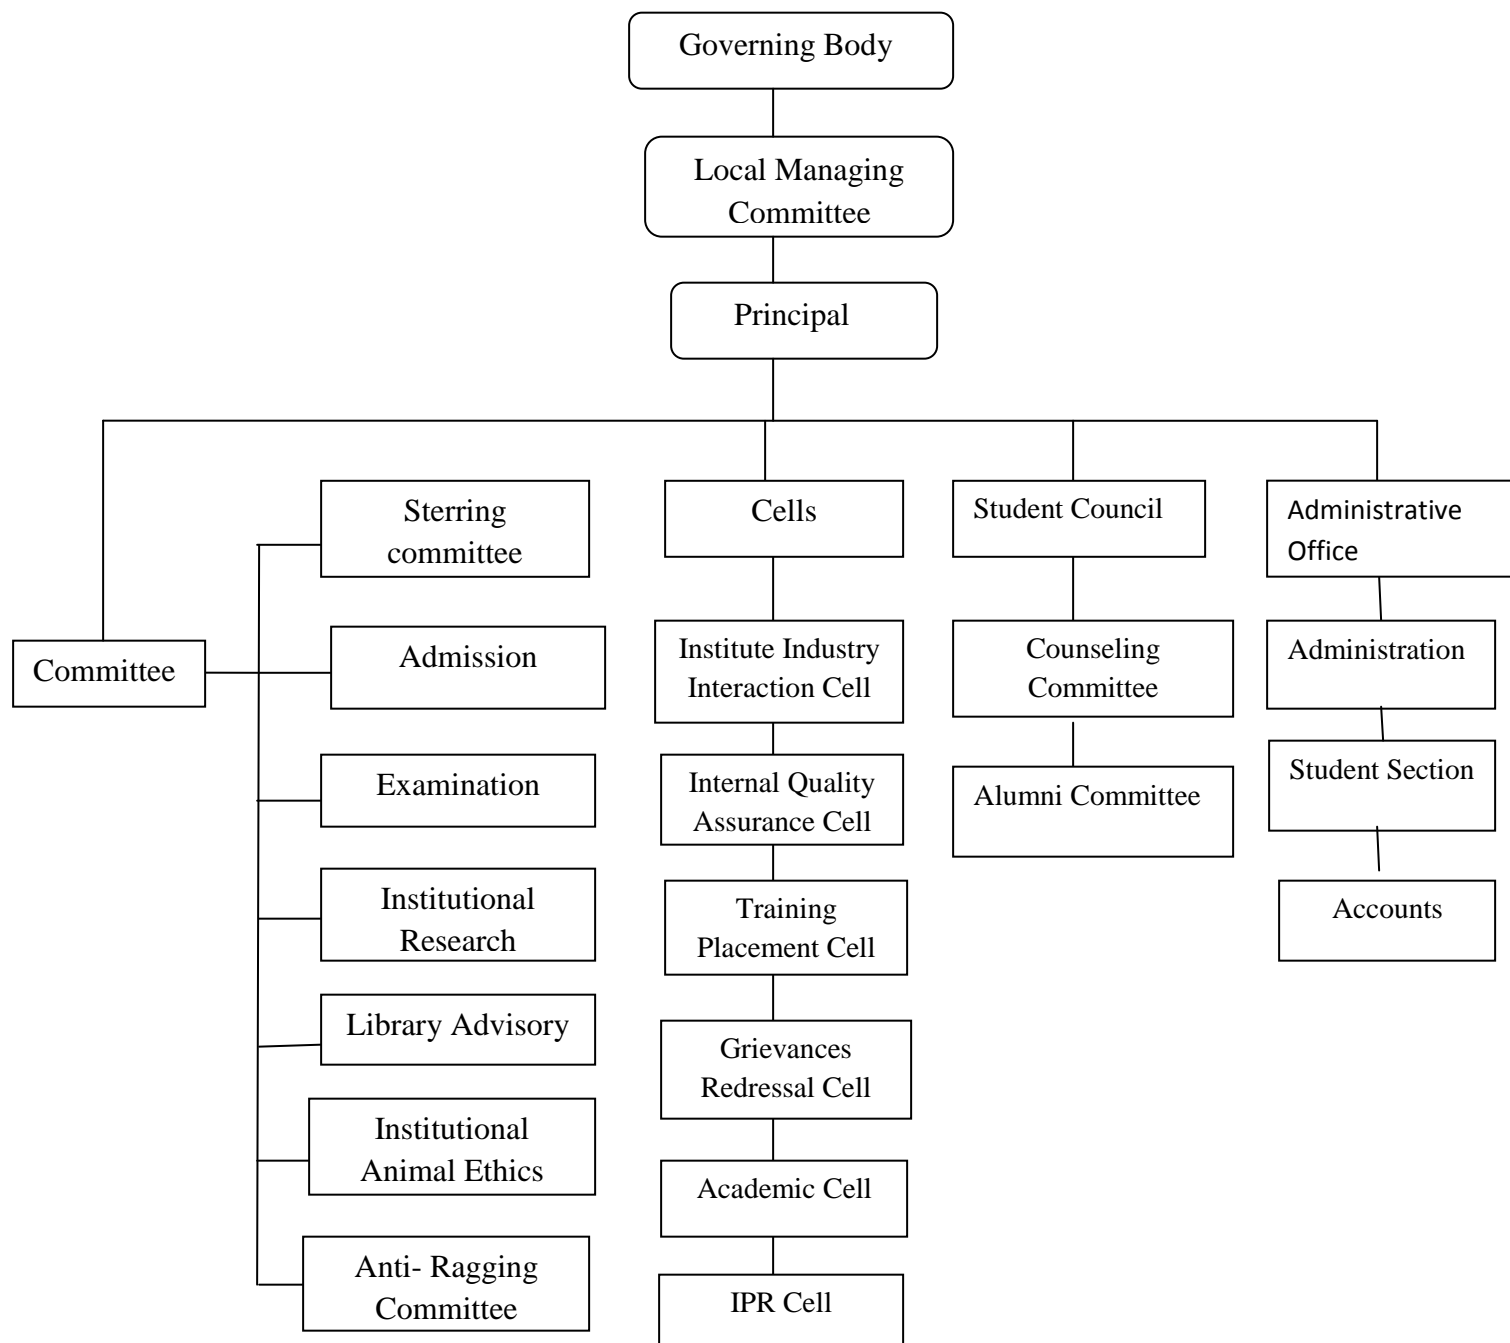 Governing Body
Local Managing
Committee
Principal
Committee
Sterring
committee
Admission
Examination
Institutional
Research
Library Advisory
Institutional
Animal Ethics
Anti- Ragging
Committee
Cells
Institute Industry
Interaction Cell
Internal Quality
Assurance Cell
Training
Placement Cell
Grievances
Redressal Cell
Academic Cell
IPR Cell
Student Council
Counseling
Committee
Alumni Committee
Administrative
Office
Administration
Student Section
Accounts